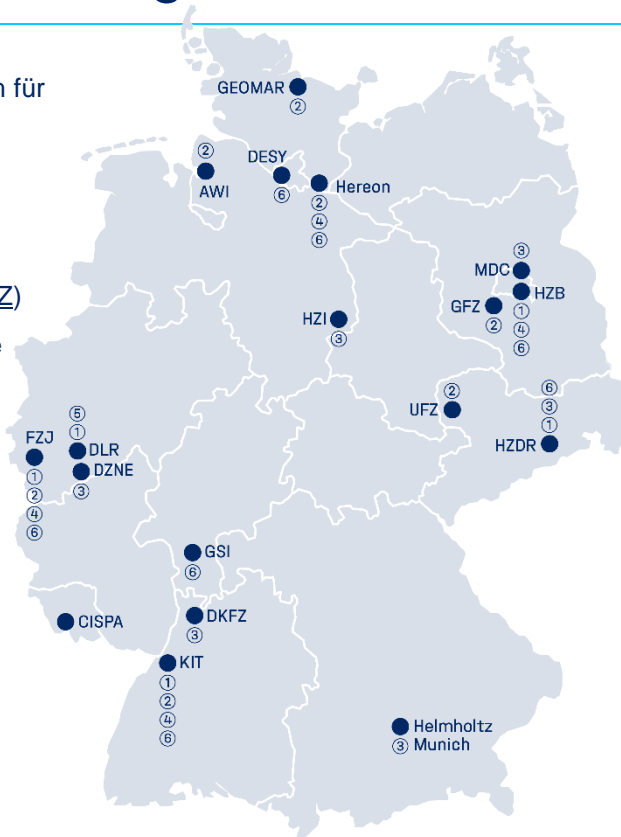 g
n für
GEOMAR
②
②
AWI
DESY
⑥
Hereon
②
④
⑥
③
MDC
HZB
①
④
⑥
GFZ
②
Z)
HZI
③
e
②
UFZ
⑥
③
①
HZDR
⑤
①
DLR
DZNE
③
FZJ
①
②
④
⑥
GSI
⑥
CISPA
DKFZ
③
KIT
①
②
④
⑥
Helmholtz
③ Munich